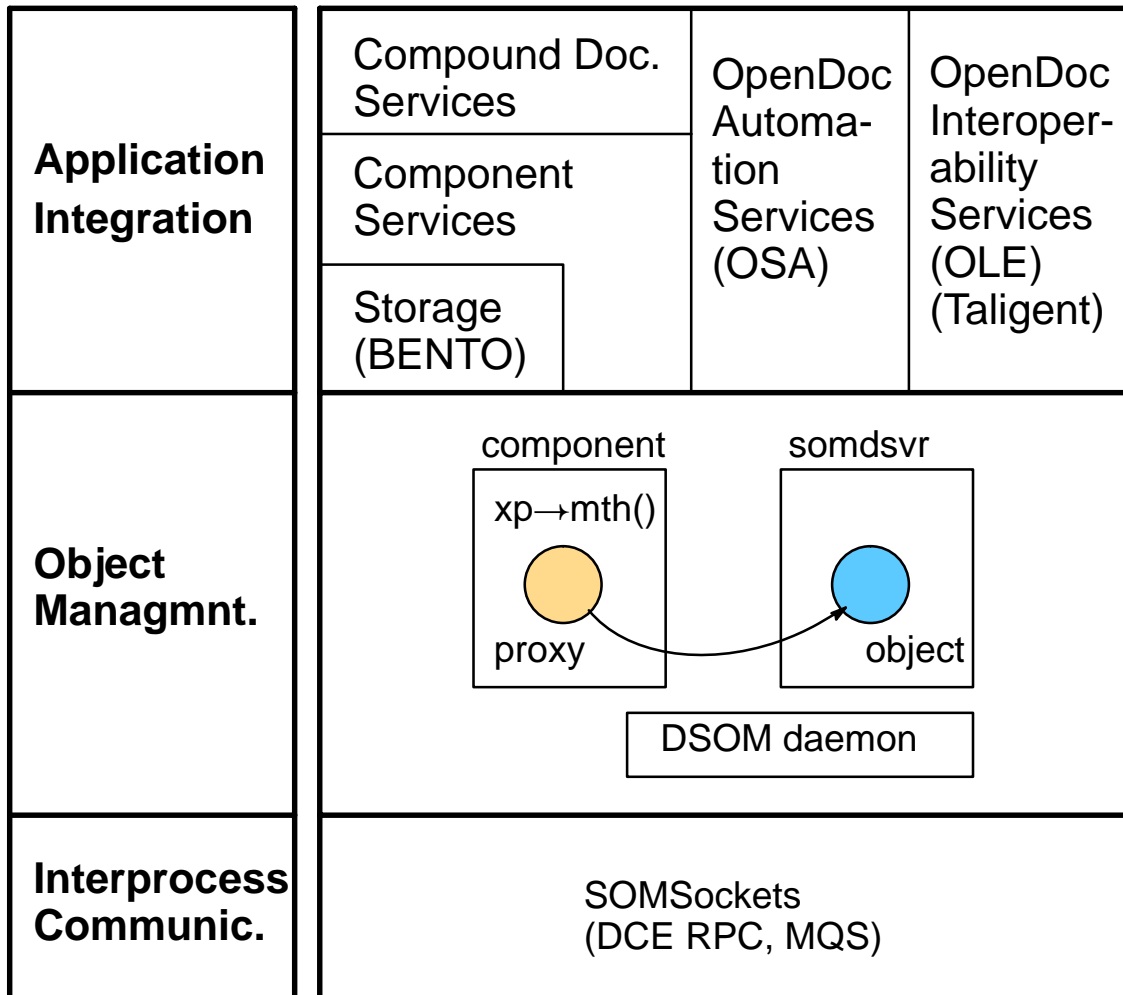 Application
Integration
Compound Doc.
Services
Component
Services
Storage
(BENTO)
OpenDoc
Automa-
tion
Services
(OSA)
OpenDoc
Interoper-
ability
Services
(OLE)
(Taligent)
Object
Managmnt.
component
xp→mth()
proxy
somdsvr
object
DSOM daemon
Interprocess
Communic.
SOMSockets
(DCE RPC, MQS)